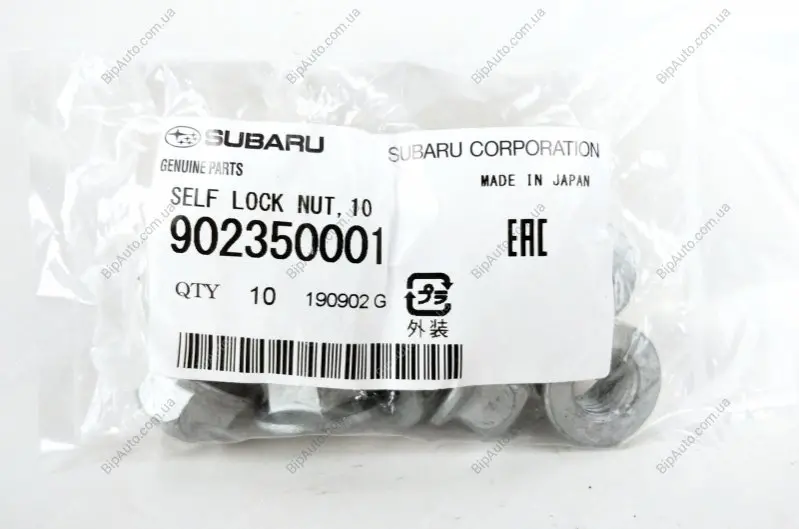 SUBARU
SUBARU CORPORATION
GENUINE PARTS
MADE IN JAPAN
SELF LOCK NUT, 10
902350001
EAC
QTY 10 190902 G
プラ
外装
BipAuto.com.ua